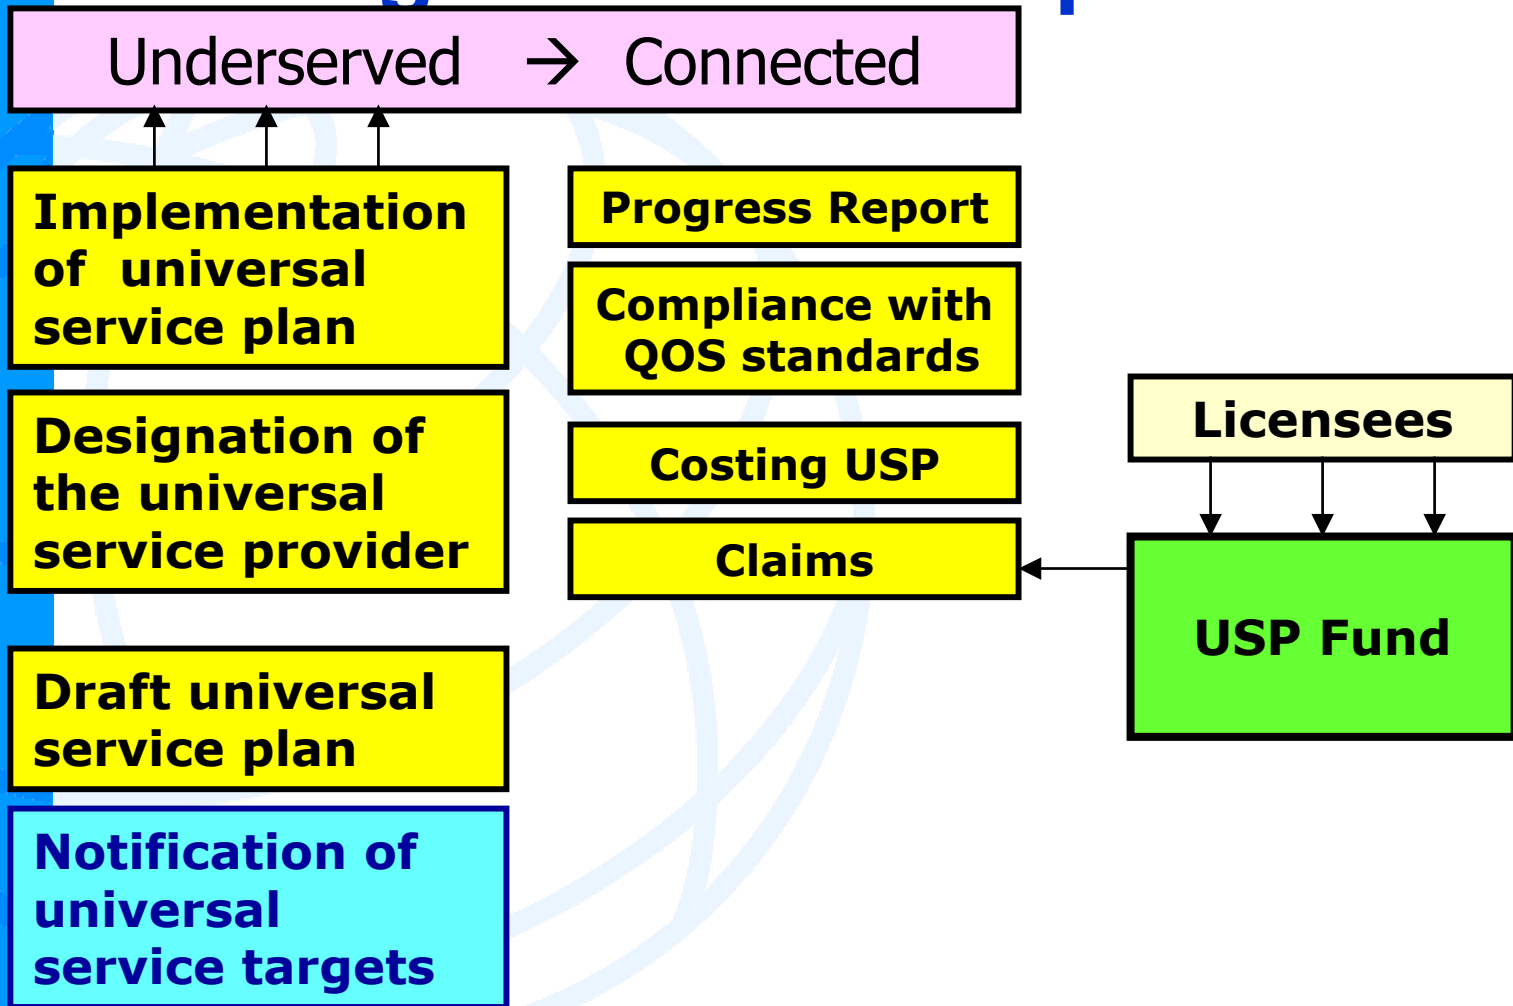 Underserved → Connected
Implementation
of universal
service plan
Designation of
the universal
service provider
Draft universal
service plan
Notification of
universal
service targets
Progress Report
Compliance with
QOS standards
Costing USP
Claims
Licensees
USP Fund